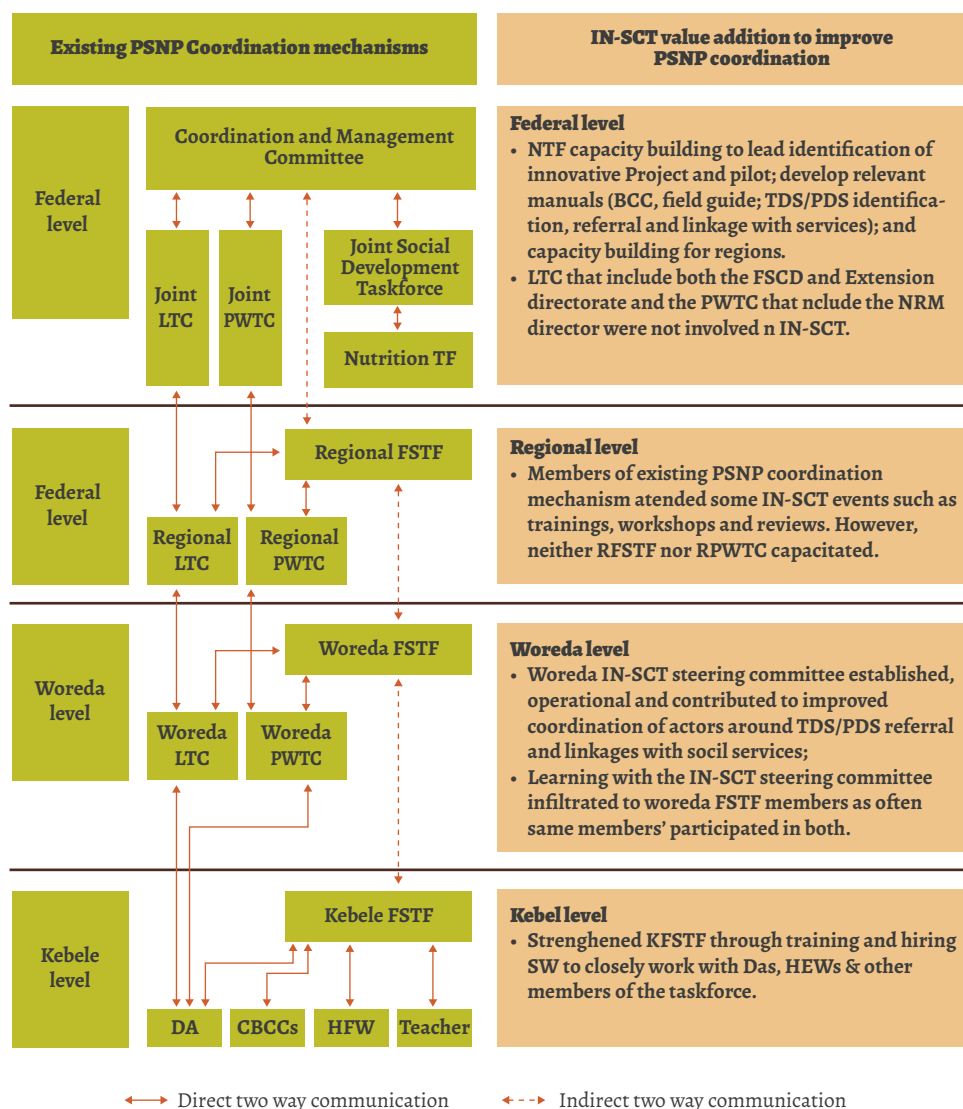 Existing PSNP Coordination mechanisms
IN-SCT value addition to improve
PSNP coordination
Federal
level
Coordination and Management
Committee
Joint
LTC
Joint
PWTC
Joint Social
Development
Taskforce
Nutrition TF
Federal level
• NTF capacity building to lead identification of
innovative Project and pilot; develop relevant
manuals (BCC, field guide; TDS/PDS identifica-
tion, referral and linkage with services); and
capacity building for regions.
• LTC that include both the FSCD and Extension
directorate and the PWTC that nclude the NRM
director were not involved n IN-SCT.
Federal
level
Regional FSTF
Regional
LTC
Regional
PWTC
Regional level
• Members of existing PSNP coordination
mechanism atended some IN-SCT events such as
trainings, workshops and reviews. However,
neither RFSTF nor RPWTC capacitated.
Woreda
level
Woreda FSTF
Woreda
LTC
Woreda
PWTC
Woreda level
• Woreda IN-SCT steering committee established,
operational and contributed to improved
coordination of actors around TDS/PDS referral
and linkages with socil services;
• Learning with the IN-SCT steering committee
infiltrated to woreda FSTF members as often
same members’ participated in both.
Kebele
level
Kebele FSTF
DA
CBCCs
HFW
Teacher
Kebel level
• Strenghened KFSTF through training and hiring
SW to closely work with Das, HEWs & other
members of the taskforce.
Direct two way communication
Indirect two way communication